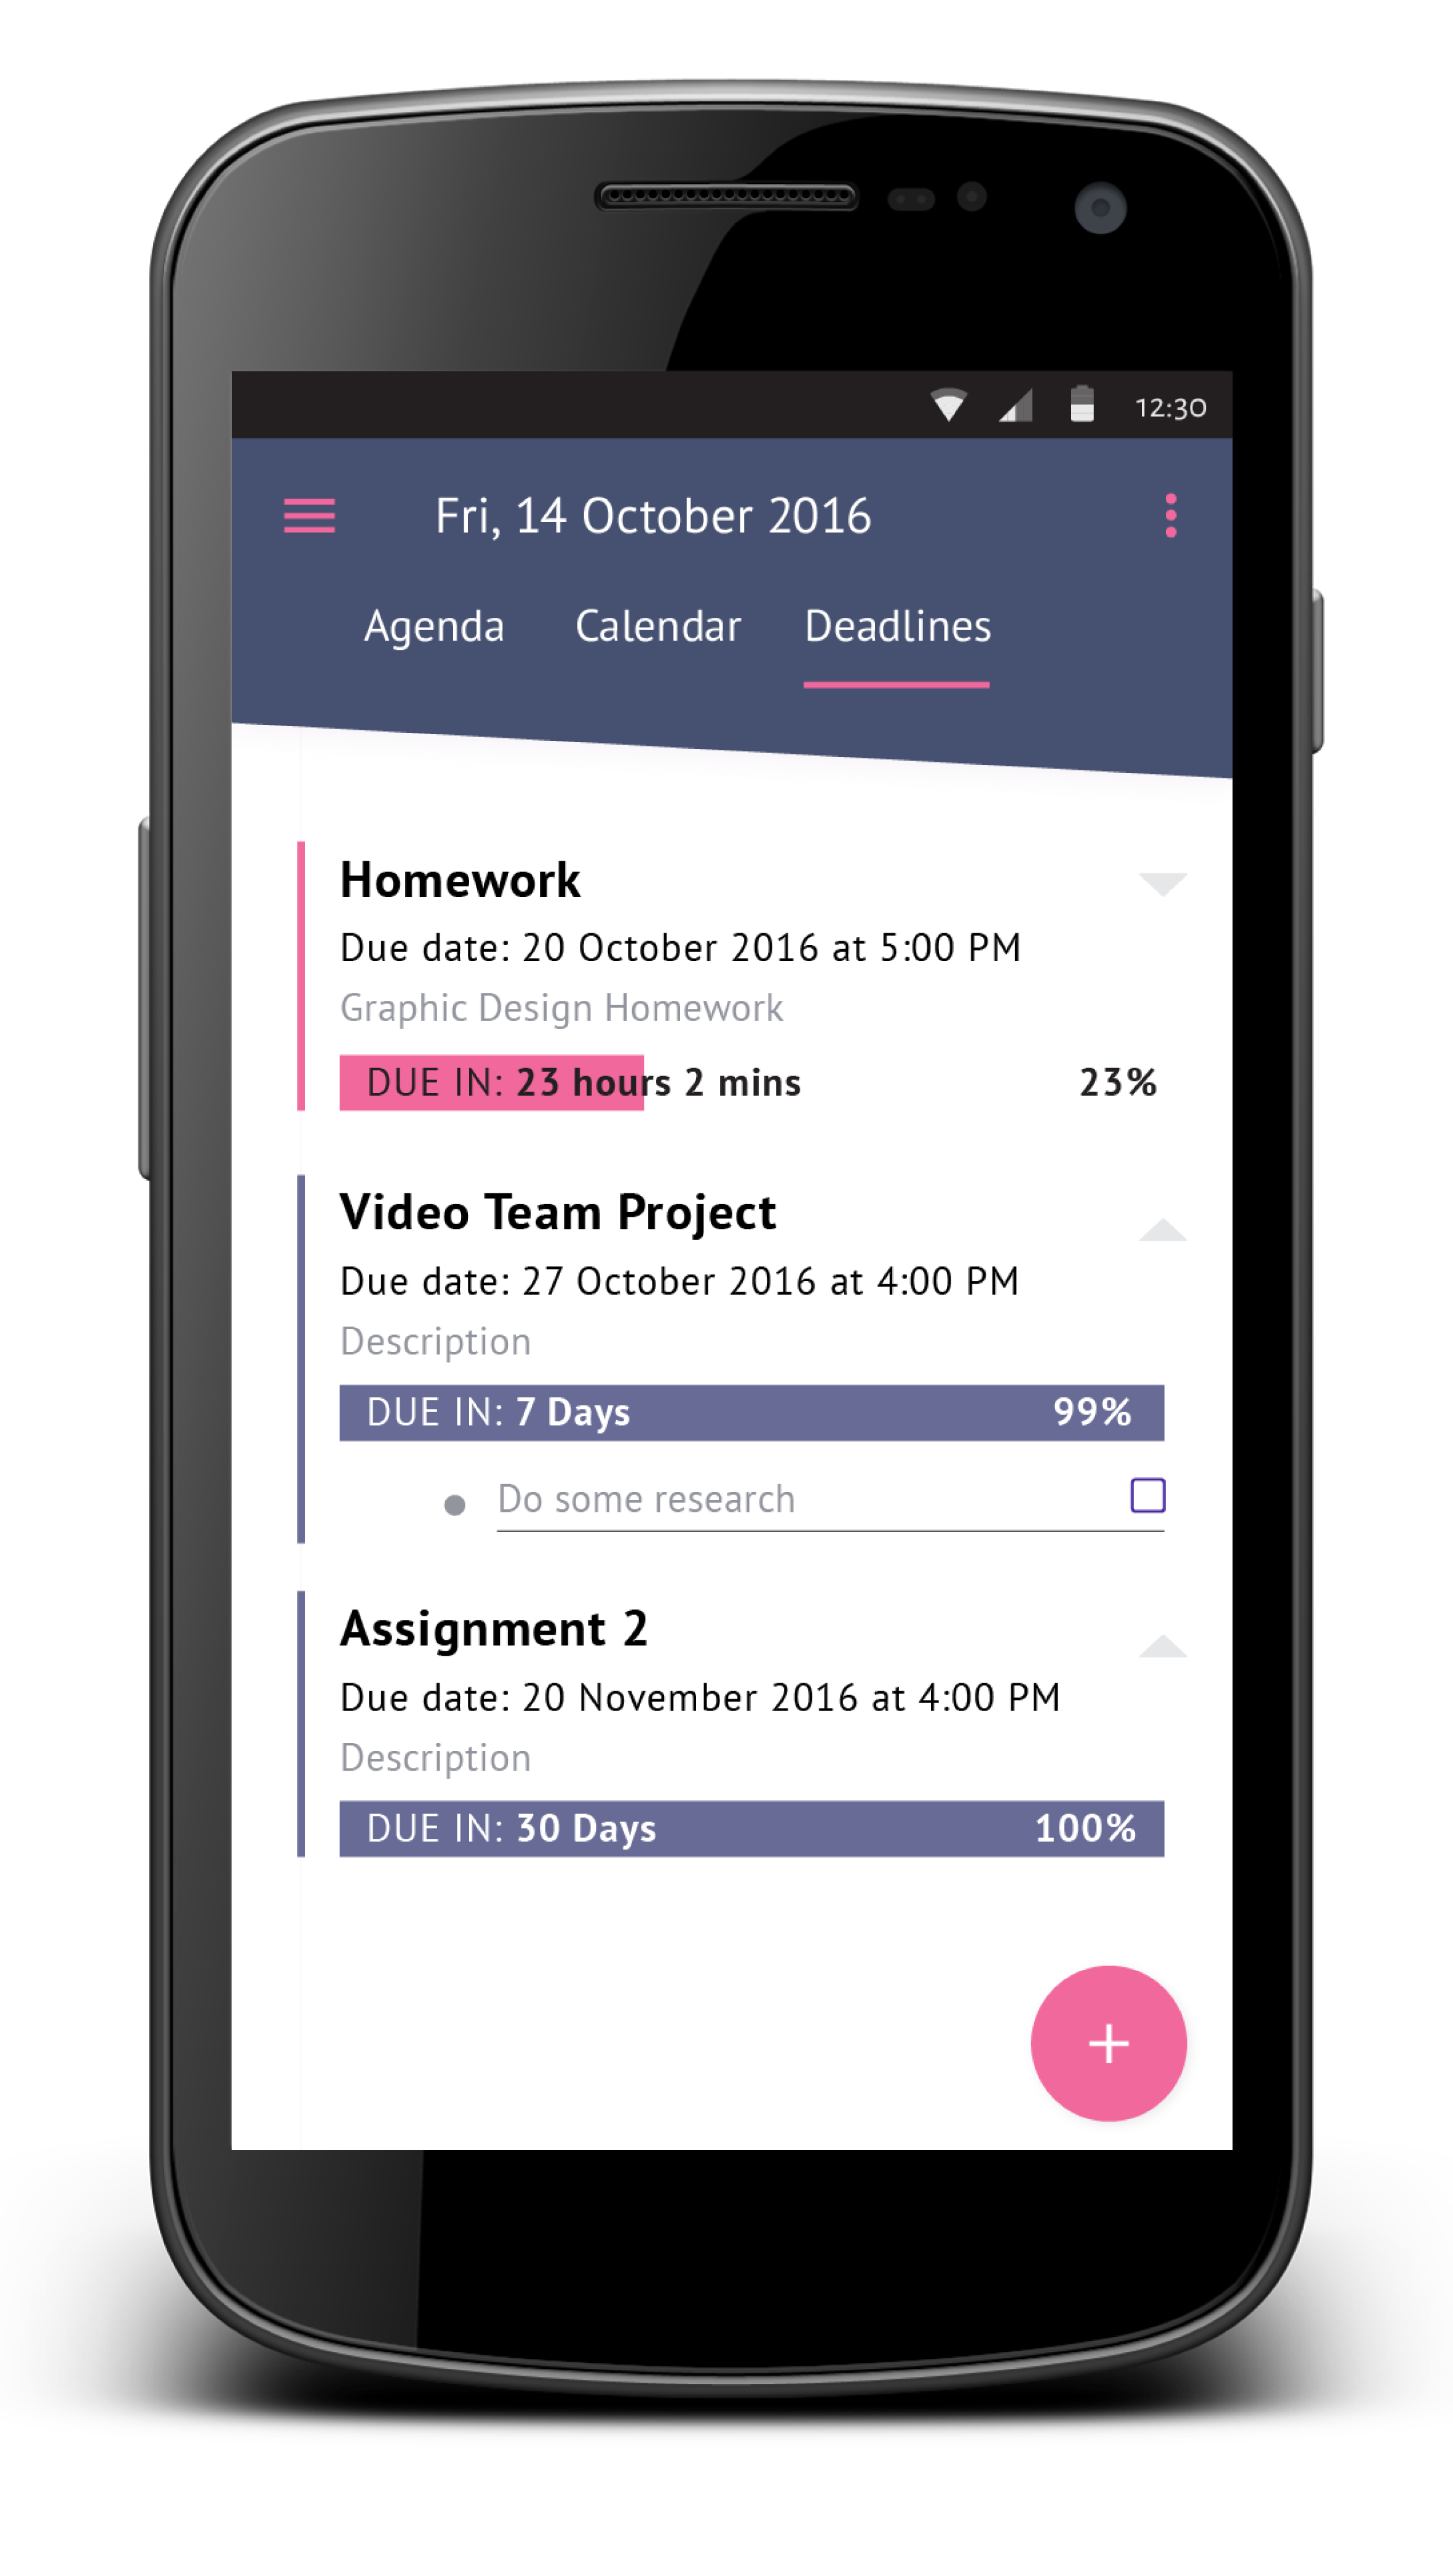 12:30
Fri, 14 October 2016
Agenda Calendar Deadlines
Homework
Due date: 20 October 2016 at 5:00 PM
Graphic Design Homework
DUE IN: 23 hours 2 mins 23%
Video Team Project
Due date: 27 October 2016 at 4:00 PM
Description
DUE IN: 7 Days 99%
Do some research
Assignment 2
Due date: 20 November 2016 at 4:00 PM
Description
DUE IN: 30 Days 100%
+